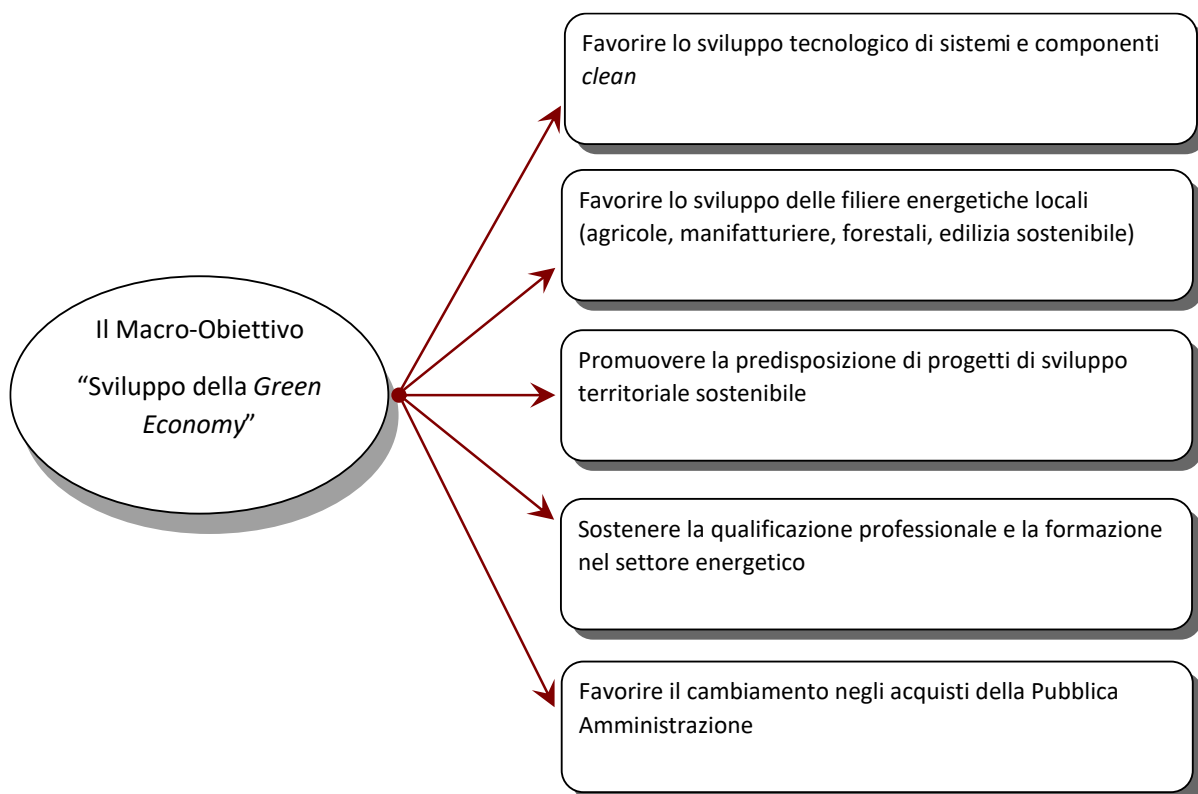 Favorire lo sviluppo tecnologico di sistemi e componenti
clean
Favorire lo sviluppo delle filiere energetiche locali
(agricole, manifatturiere, forestali, edilizia sostenibile)
Il Macro-Obiettivo
“Sviluppo della Green
Economy”
Promuovere la predisposizione di progetti di sviluppo
territoriale sostenibile
Sostenere la qualificazione professionale e la formazione
nel settore energetico
Favorire il cambiamento negli acquisti della Pubblica
Amministrazione